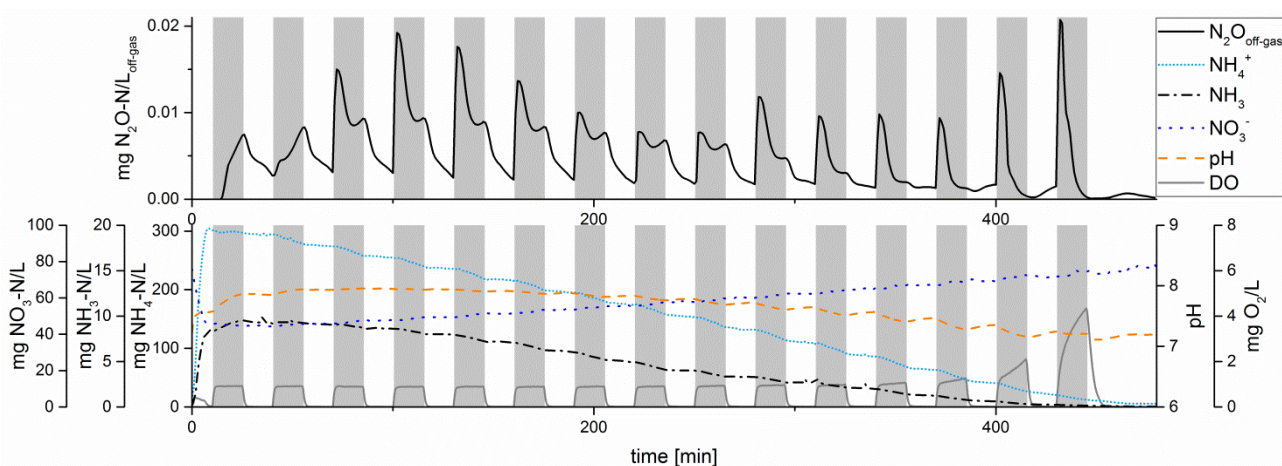 mg N₂O-N/L_off-gas
0.02
0.01
0.00
0
200
400
N₂O_off-gas
NH₄⁺
NH₃
NO₃⁻
pH
DO
mg NO₃-N/L
100
80
60
40
20
0
mg NH₃-N/L
20
15
10
5
0
mg NH₄-N/L
300
200
100
0
0
200
400
time [min]
9
8
7
6
pH
8
6
4
2
0
mg O₂/L